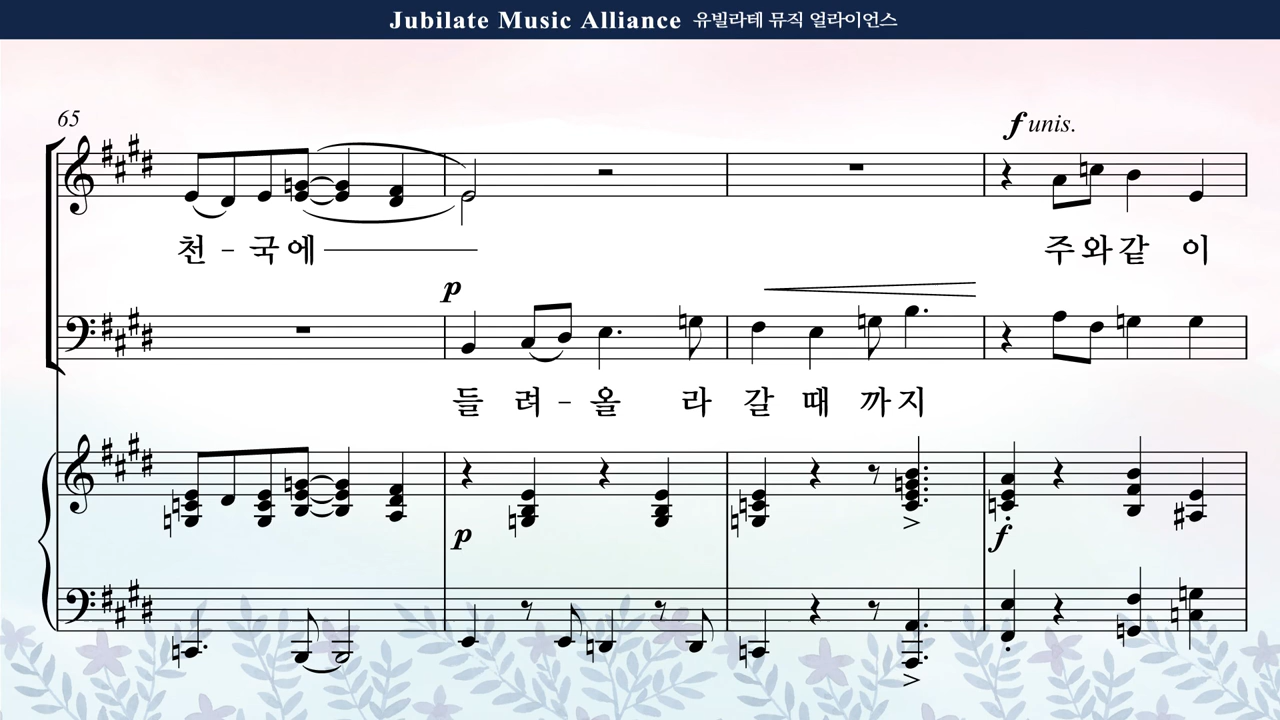 Jubilate Music Alliance 유빌라테 뮤직 얼라이언스
65
f unis.
천 - 국에
주와같 이
p
들 려 - 올 라 갈 때 까지
p
f